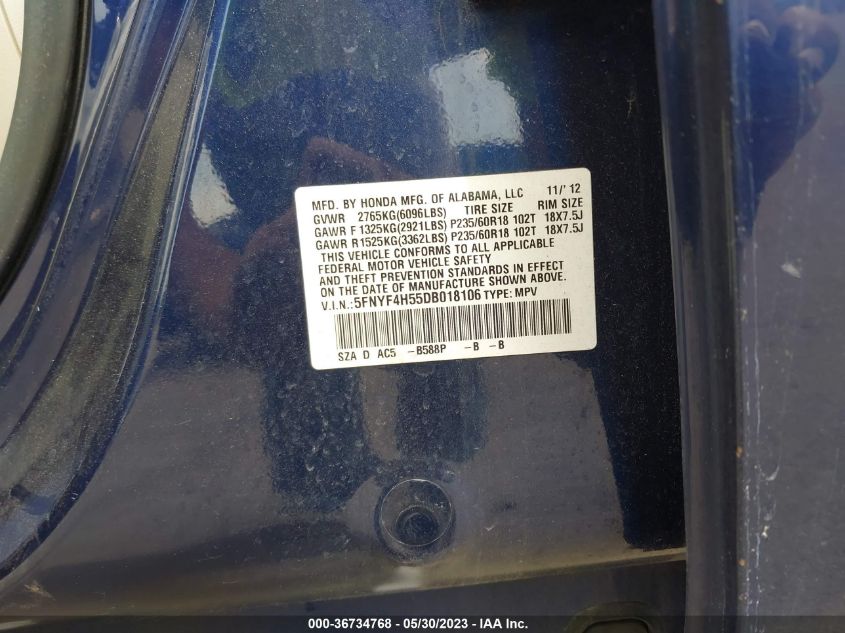 MFD. BY HONDA MFG. OF ALABAMA, LLC 11/'12
GVWR 2765KG(6096LBS) TIRE SIZE RIM SIZE
GAWR F1325KG(2921LBS) P235/60R18 102T 18X7.5J
GAWR R1525KG(3362LBS) P235/60R18 102T 18X7.5J
THIS VEHICLE CONFORMS TO ALL APPLICABLE
FEDERAL MOTOR VEHICLE SAFETY
AND THEFT PREVENTION STANDARDS IN EFFECT
ON THE DATE OF MANUFACTURE SHOWN ABOVE.
V.I.N.: 5FNYF4H55DB018106 TYPE: MPV
SZA D AC5 -B588P -B -B
000-36734768 - 05/30/2023 - IAA Inc.